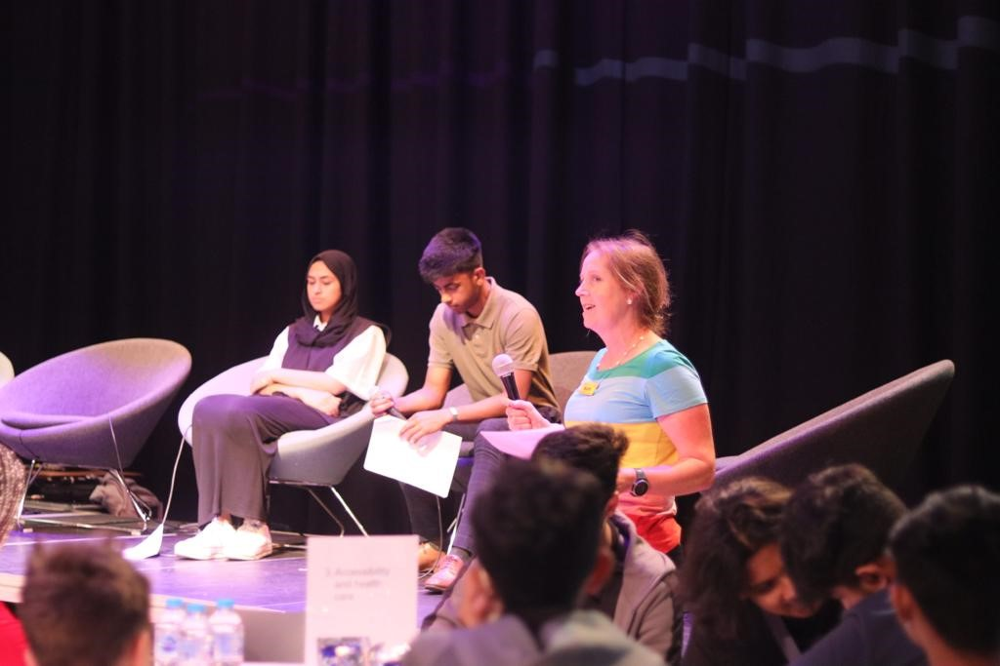 3. Accessibility
and health
care